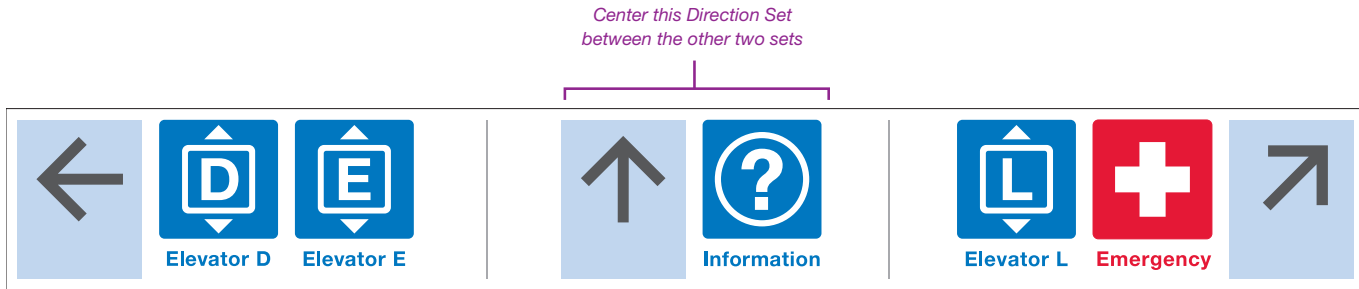 Center this Direction Set
between the other two sets
D E ? L
Elevator D Elevator E Information Elevator L Emergency